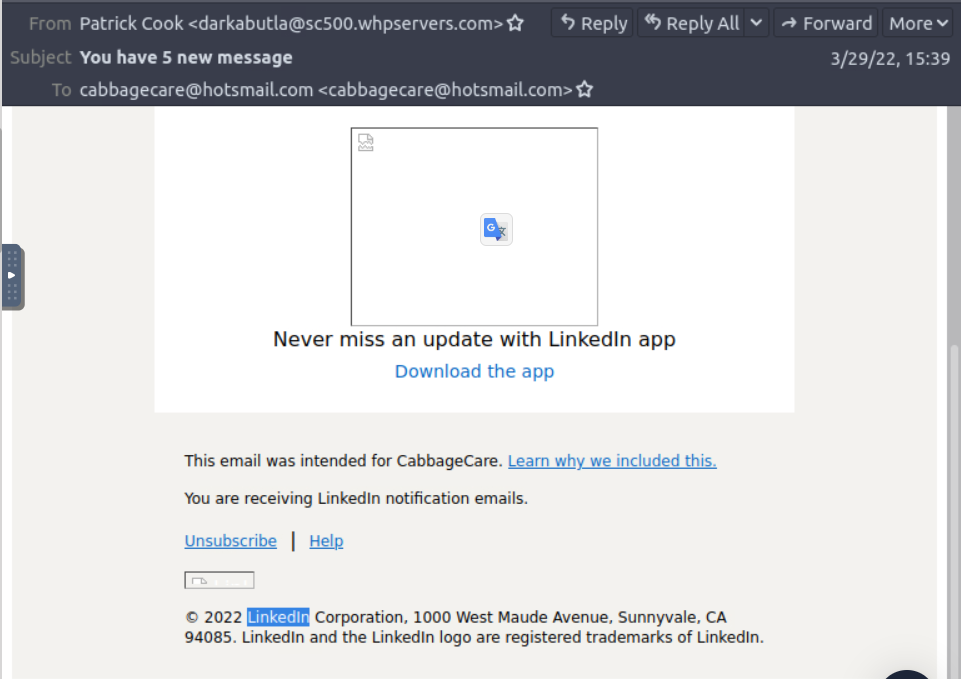 From Patrick Cook <darkabutla@sc500.whpservers.com> Reply Reply All Forward More
Subject You have 5 new message 3/29/22, 15:39
To cabbagecare@hotsmail.com <cabbagecare@hotsmail.com>
G
Never miss an update with LinkedIn app
Download the app
This email was intended for CabbageCare. Learn why we included this.
You are receiving LinkedIn notification emails.
Unsubscribe | Help
© 2022 LinkedIn Corporation, 1000 West Maude Avenue, Sunnyvale, CA
94085. LinkedIn and the LinkedIn logo are registered trademarks of LinkedIn.